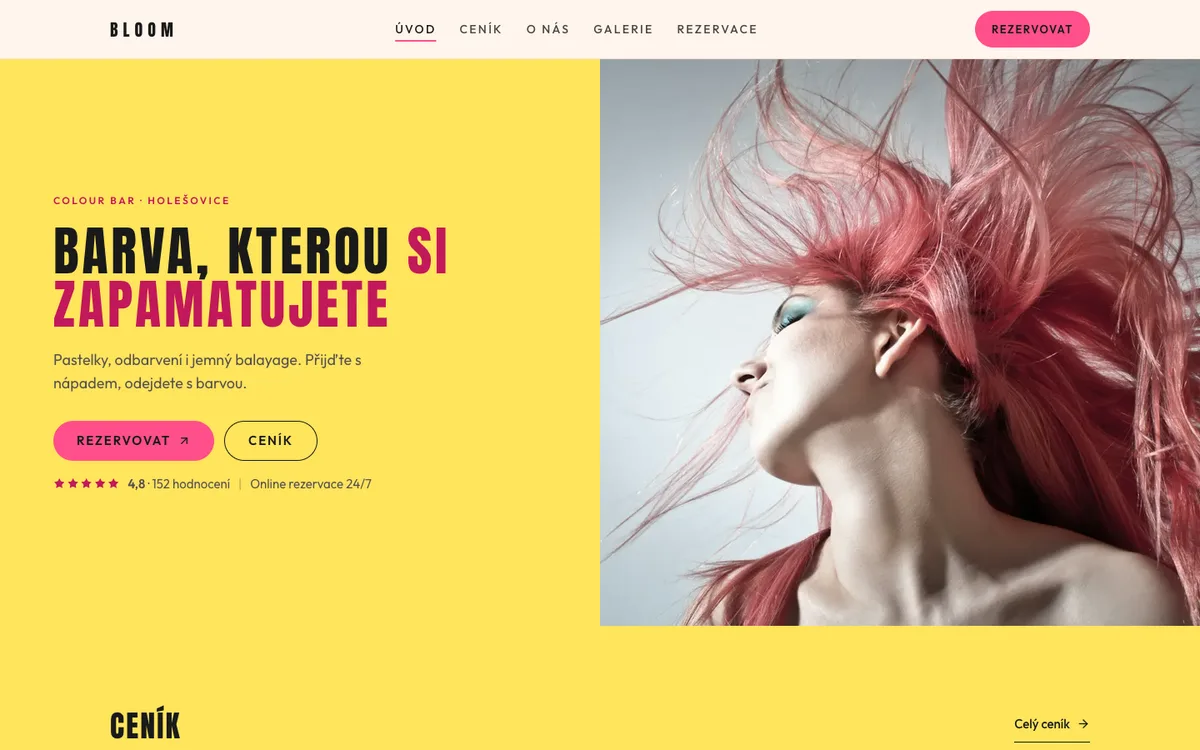 BLOOM
ÚVOD CENÍK O NÁS GALERIE REZERVACE
REZERVOVAT
COLOUR BAR · HOLEŠOVICE
BARVA, KTEROU SI
ZAPAMATUJETE
Pastelky, odbarvení i jemný balayage. Přijďte s
nápadem, odejdete s barvou.
REZERVOVAT
CENÍK
4,8 · 152 hodnocení | Online rezervace 24/7
CENÍK
Celý ceník